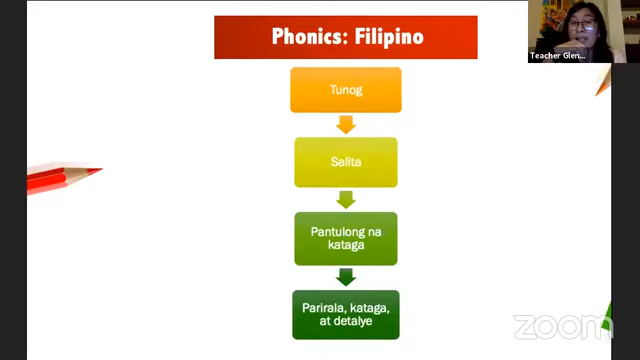 Phonics: Filipino
Teacher Glen...
Tunog
Salita
Pantulong na
kataga
Parirala, kataga,
at detalye
zoom